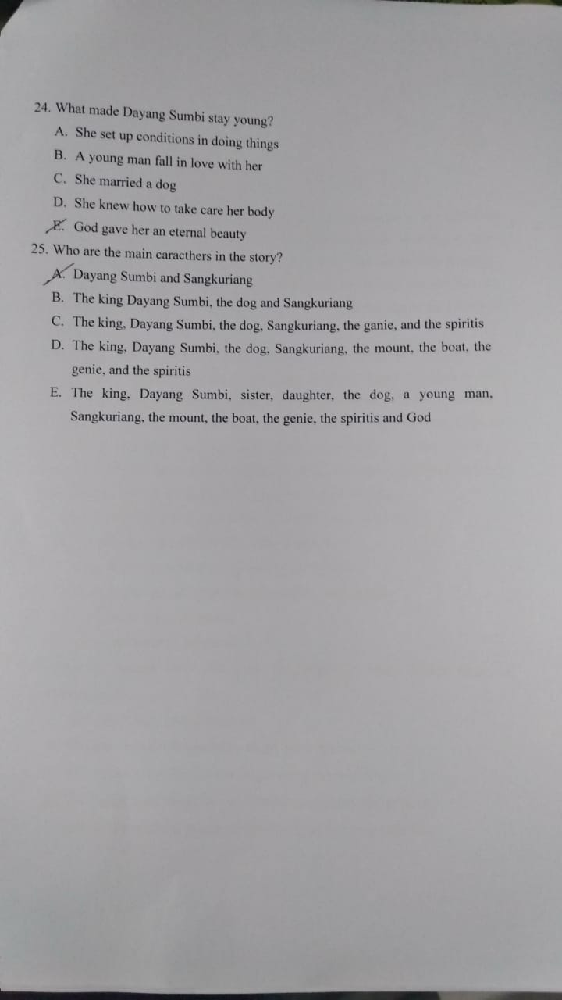 24. What made Dayang Sumbi stay young?
A. She set up conditions in doing things
B. A young man fall in love with her
C. She married a dog
D. She knew how to take care her body
E. God gave her an eternal beauty
25. Who are the main caracthers in the story?
A. Dayang Sumbi and Sangkuriang
B. The king Dayang Sumbi, the dog and Sangkuriang
C. The king, Dayang Sumbi, the dog, Sangkuriang, the ganie, and the spiritis
D. The king, Dayang Sumbi, the dog, Sangkuriang, the mount, the boat, the
genie, and the spiritis
E. The king, Dayang Sumbi, sister, daughter, the dog, a young man,
Sangkuriang, the mount, the boat, the genie, the spiritis and God